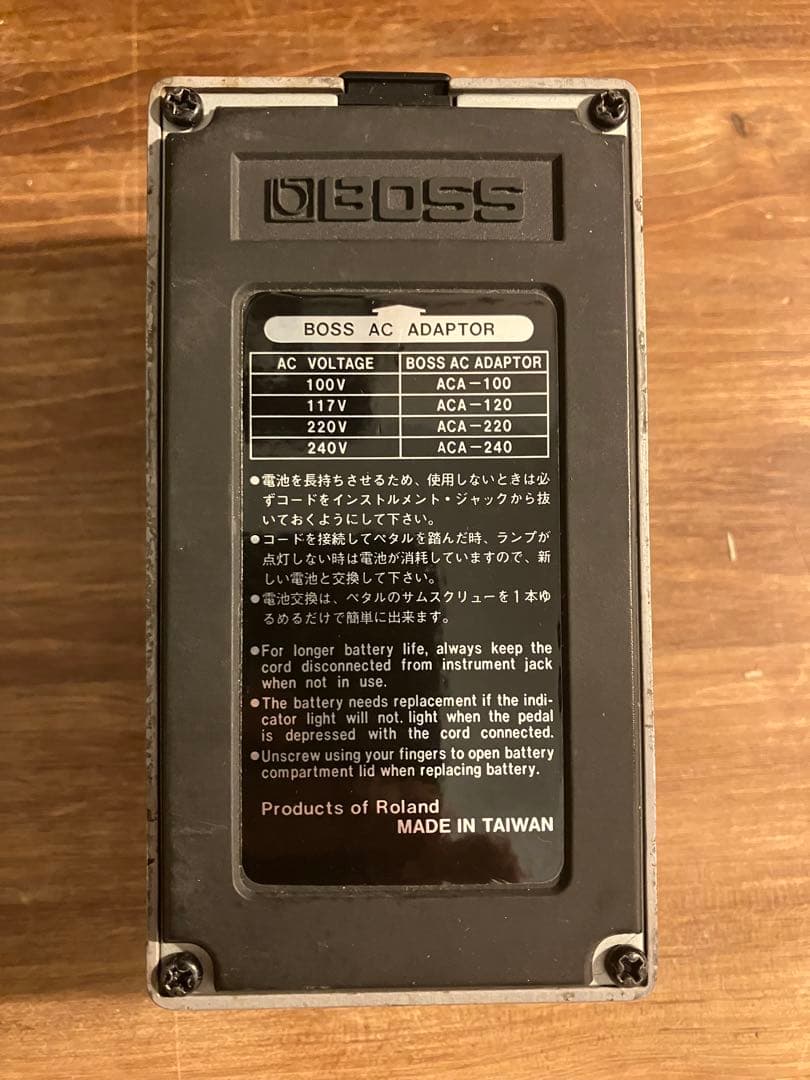 BOSS
BOSS AC ADAPTOR
AC VOLTAGE BOSS AC ADAPTOR
100V ACA-100
117V ACA-120
220V ACA-220
240V ACA-240
●電池を長持ちさせるため、使用しないときは必
ずコードをインストルメント・ジャックから抜
いておくようにして下さい。
●コードを接続してペタルを踏んだ時、ランプが
点灯しない時は電池が消耗していますので、新
しい電池と交換して下さい。
●電池交換は、ペタルのサムスクリューを1本ゆ
るめるだけで簡単に出来ます。
●For longer battery life, always keep the
cord disconnected from instrument jack
when not in use.
●The battery needs replacement if the indi-
cator light will not. light when the pedal
is depressed with the cord connected.
●Unscrew using your fingers to open battery
compartment lid when replacing battery.
Products of Roland
MADE IN TAIWAN